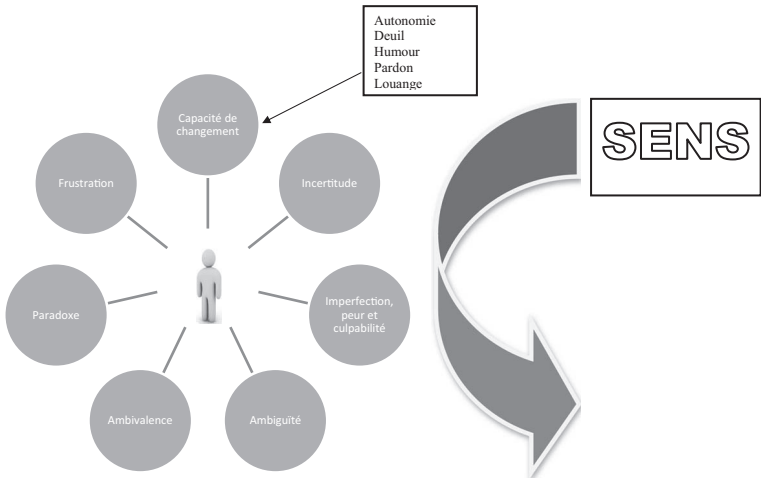 Autonomie
Deuil
Humour
Pardon
Louange
Capacité de
changement
SENS
Frustration
Incertitude
Paradoxe
Imperfection,
peur et
culpabilité
Ambivalence
Ambiguïté